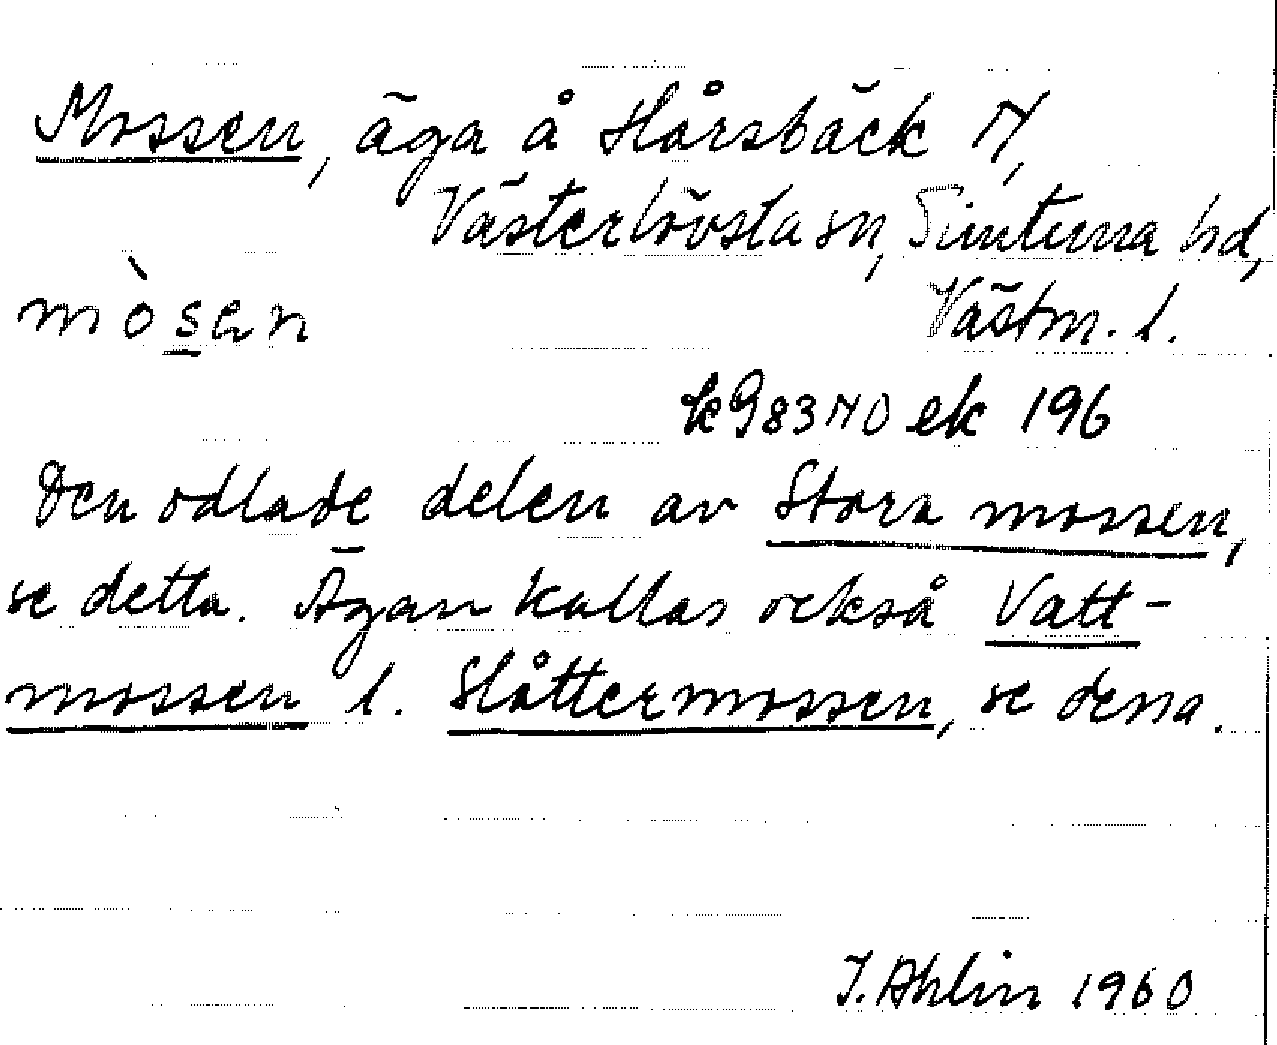 Mossen, äga å Hårsbäck 7,
Västerlövsta sn, Simtuna hd,
mòsen
Västm. l.
ek 196
Den odlade delen av Stora mossen,
se detta. Ägan kallas också Vatt-
mossen l. Slåttermossen, se dessa.
I. Ahlin 1960